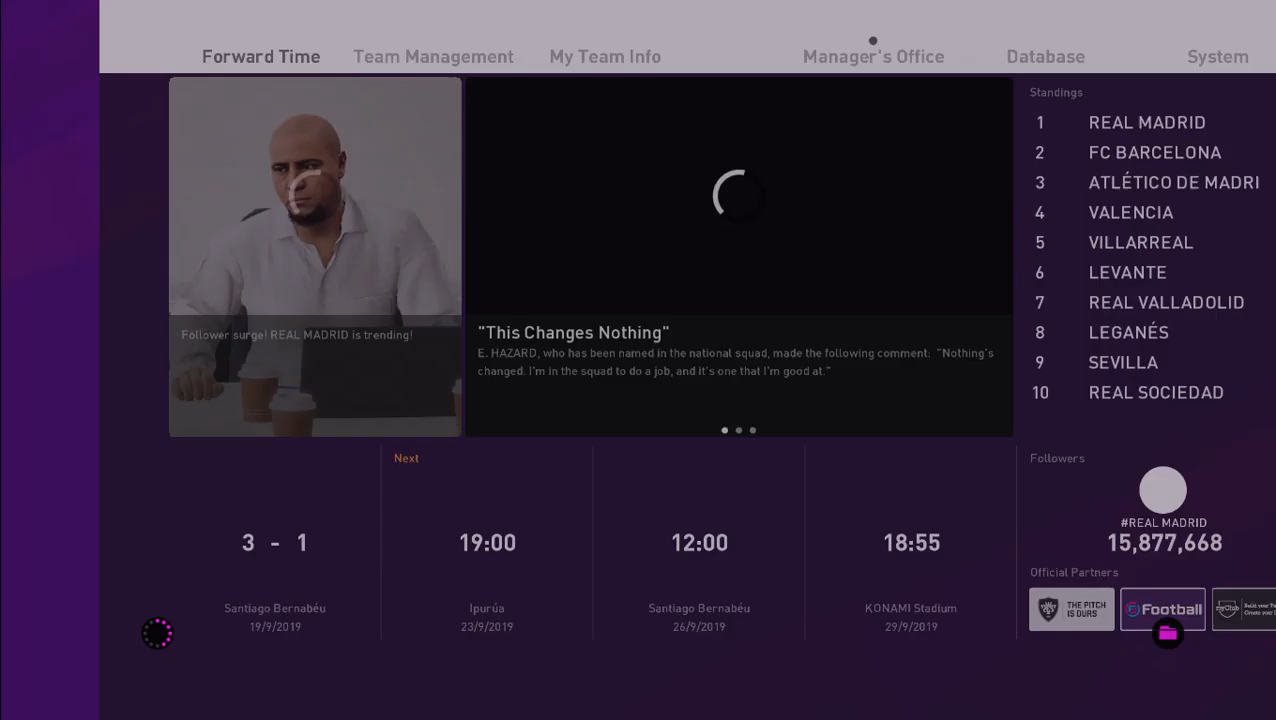 Forward Time
Team Management
My Team Info
Manager's Office
Database
System
Follower surge! REAL MADRID is trending!
"This Changes Nothing"
E. HAZARD, who has been named in the national squad, made the following comment: "Nothing's
changed. I'm in the squad to do a job, and it's one that I'm good at."
Standings
1 REAL MADRID
2 FC BARCELONA
3 ATLÉTICO DE MADRI
4 VALENCIA
5 VILLARREAL
6 LEVANTE
7 REAL VALLADOLID
8 LEGANÉS
9 SEVILLA
10 REAL SOCIEDAD
3 - 1
Santiago Bernabéu
19/9/2019
Next
19:00
Ipurúa
23/9/2019
12:00
Santiago Bernabéu
26/9/2019
18:55
KONAMI Stadium
29/9/2019
Followers
#REAL MADRID
15,877,668
Official Partners
THE PITCH
IS OURS
Football
myClub